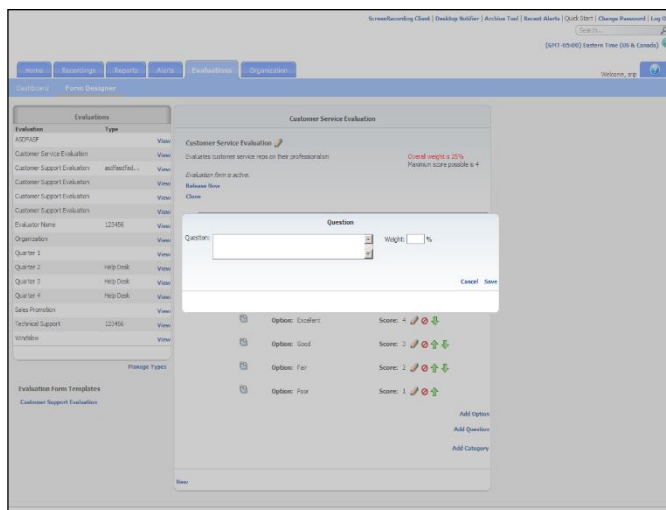 ScreenRecording Client | Desktop Notifier | Archive Tool | Recent Alerts | Quick Start | Change Password | Log O
Search...
(GMT-05:00) Eastern Time (US & Canada)
Home Recordings Reports Alerts Evaluations Organization
Welcome,
Dashboard Form Designer
Evaluations
Evaluation Type
ASDFASF View
Customer Service Evaluation View
Customer Support Evaluation View
Customer Support Evaluation View
Customer Support Evaluation View
Customer Support Evaluation View
Evaluator Name 123456 View
Organization View
Quarter 1 View
Quarter 2 Help Desk View
Quarter 3 Help Desk View
Quarter 4 Help Desk View
Sales Promotion View
Technical Support 123456 View
Window View
Manage Types
Evaluation Form Templates
Customer Support Evaluation
Customer Service Evaluation
Customer Service Evaluation
Evaluates customer service reps on their professionalism
Overall weight is 25%
Maximum score possible is 4
Evaluation form is active.
Release Now
Clone
Question
Question: Weight: %
Cancel Save
Option: Excellent Score: 4
Option: Good Score: 3
Option: Fair Score: 2
Option: Poor Score: 1
Add Option
Add Question
Add Category
New